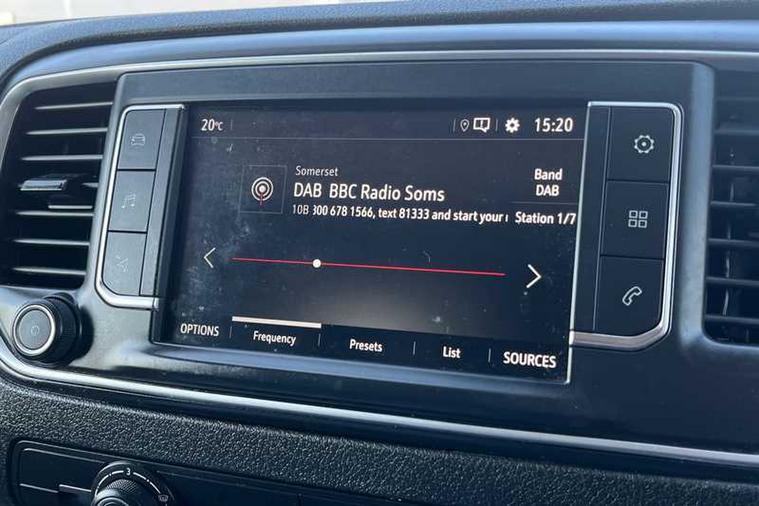 20°C
15:20
Somerset
DAB BBC Radio Soms
Band
DAB
10B 300 678 1566, text 81333 and start your
Station 1/7
OPTIONS
Frequency
Presets
List
SOURCES
3